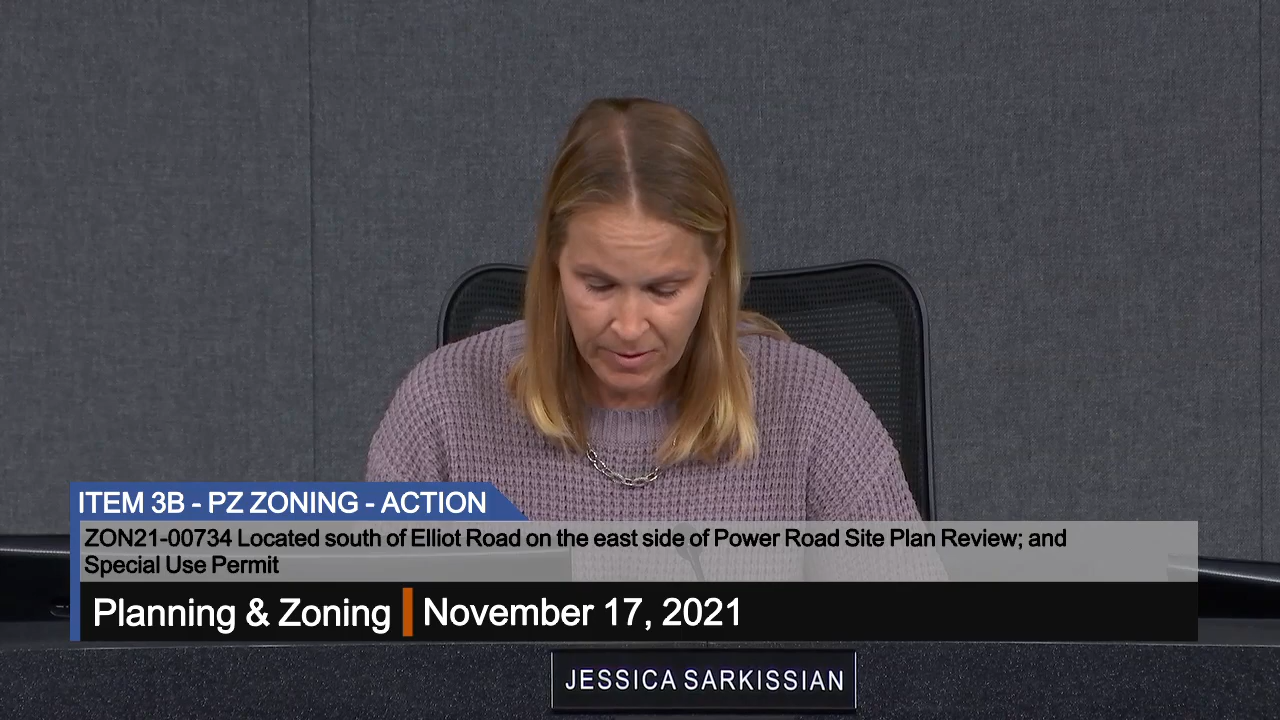 ITEM 3B - PZ ZONING - ACTION
ZON21-00734 Located south of Elliot Road on the east side of Power Road Site Plan Review; and
Special Use Permit
Planning & Zoning | November 17, 2021
JESSICA SARKISSIAN